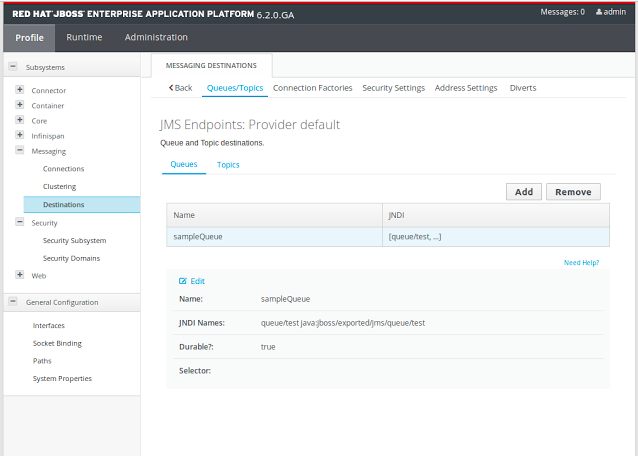 RED HAT JBOSS ENTERPRISE APPLICATION PLATFORM 6.2.0.GA
Messages: 0 admin
Profile Runtime Administration
Subsystems
Connector
Container
Core
Infinispan
Messaging
Connections
Clustering
Destinations
Security
Security Subsystem
Security Domains
Web
General Configuration
Interfaces
Socket Binding
Paths
System Properties
MESSAGING DESTINATIONS
Back Queues/Topics Connection Factories Security Settings Address Settings Diverts
JMS Endpoints: Provider default
Queue and Topic destinations.
Queues Topics
Add Remove
Name JNDI
sampleQueue [queue/test, ...]
Need Help?
Edit
Name: sampleQueue
JNDI Names: queue/test java:jboss/exported/jms/queue/test
Durable?: true
Selector: